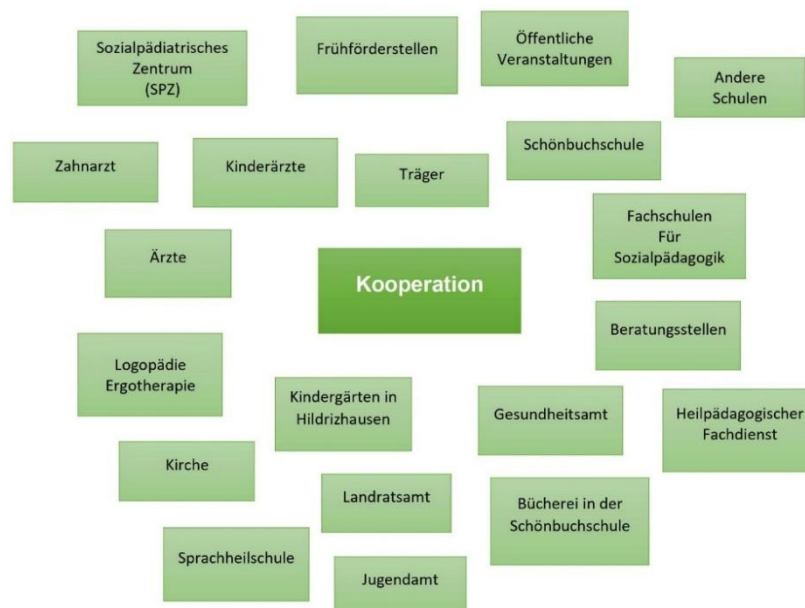 Sozialpädiatrisches
Zentrum
(SPZ)
Frühförderstellen
Öffentliche
Veranstaltungen
Andere
Schulen
Zahnarzt
Kinderärzte
Träger
Schönbuchschule
Fachschulen
Für
Sozialpädagogik
Ärzte
Kooperation
Beratungsstellen
Logopädie
Ergotherapie
Kindergärten in
Hildrizhausen
Gesundheitsamt
Heilpädagogischer
Fachdienst
Kirche
Landratsamt
Bücherei in der
Schönbuchschule
Sprachheilschule
Jugendamt